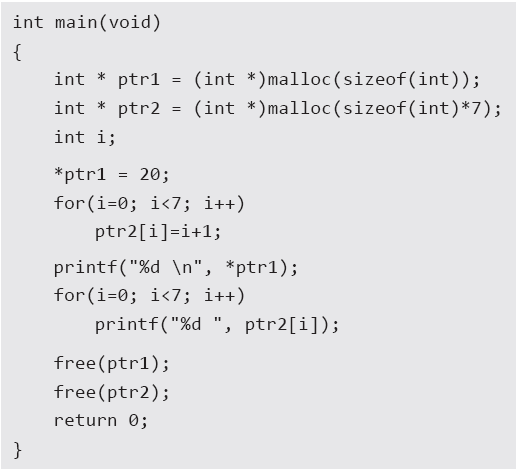 int main(void)
{
    int * ptr1 = (int *)malloc(sizeof(int));
    int * ptr2 = (int *)malloc(sizeof(int)*7);
    int i;
    *ptr1 = 20;
    for(i=0; i<7; i++)
        ptr2[i]=i+1;
    printf("%d \n", *ptr1);
    for(i=0; i<7; i++)
        printf("%d ", ptr2[i]);
    free(ptr1);
    free(ptr2);
    return 0;
}